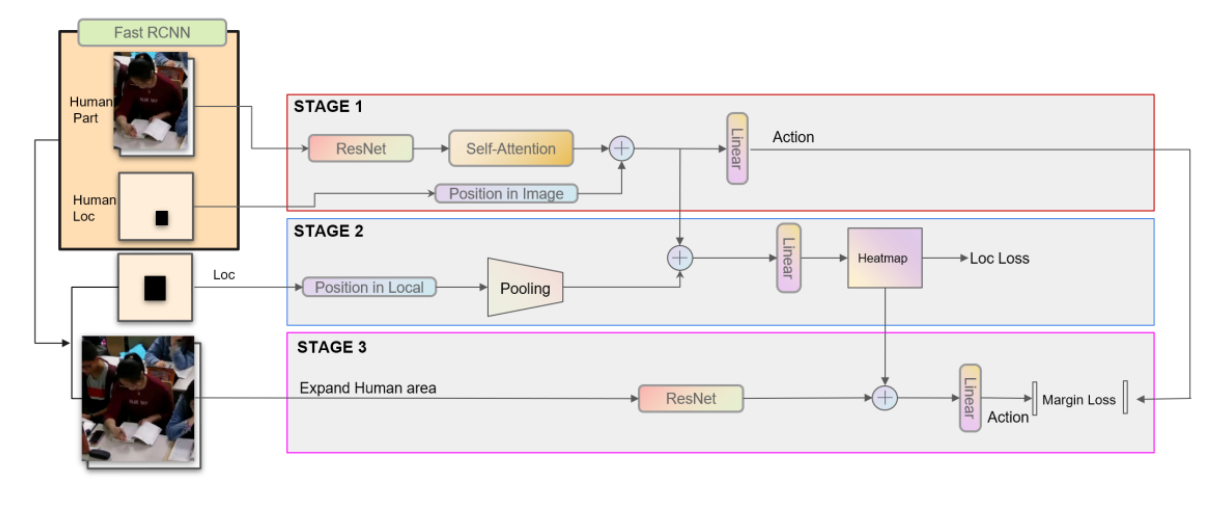 Fast RCNN
Human
Part
Human
Loc
Loc
STAGE 1
ResNet
Self-Attention
Linear
Action
Position in Image
STAGE 2
Position in Local
Pooling
Linear
Heatmap
Loc Loss
STAGE 3
Expand Human area
ResNet
Linear
Action
Margin Loss